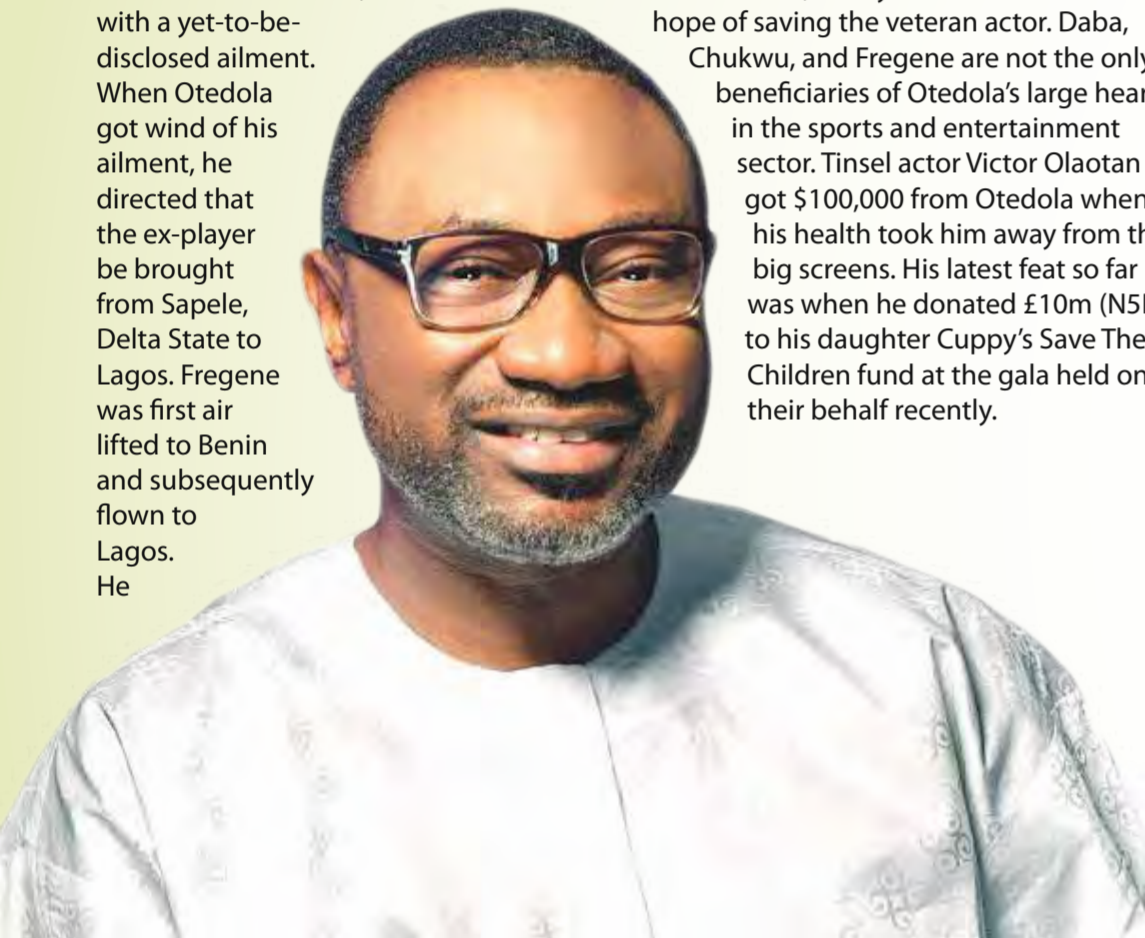 with a yet-to-be-
disclosed ailment.
When Otedola
got wind of his
ailment, he
directed that
the ex-player
be brought
from Sapele,
Delta State to
Lagos. Fregene
was first air
lifted to Benin
and subsequently
flown to
Lagos.
He
hope of saving the veteran actor. Daba,
Chukwu, and Fregene are not the only
beneficiaries of Otedola’s large hear
in the sports and entertainment
sector. Tinsel actor Victor Olaotan
got $100,000 from Otedola when
his health took him away from th
big screens. His latest feat so far
was when he donated £10m (N5
to his daughter Cuppy’s Save The
Children fund at the gala held on
their behalf recently.